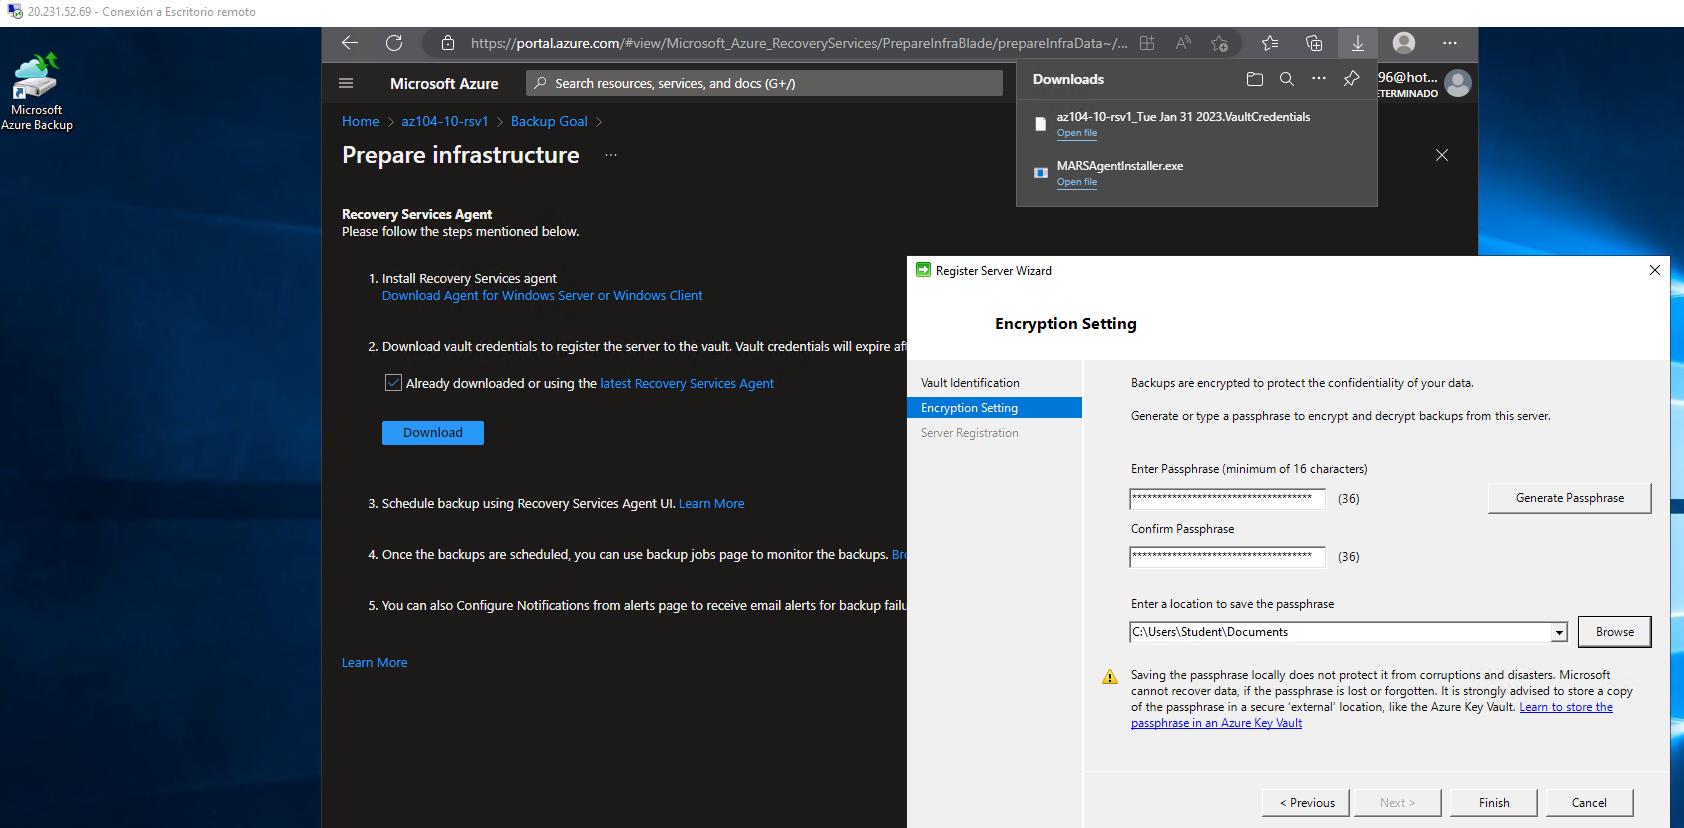 20.231.52.69 - Conexión a Escritorio remoto
Microsoft
Azure Backup
https://portal.azure.com/#view/Microsoft_Azure_RecoveryServices/PrepareInfraBlade/prepareInfraData~/...
Microsoft Azure
Search resources, services, and docs (G+/)
96@hot...
ETERMINADO
Downloads
az104-10-rsv1_Tue Jan 31 2023.VaultCredentials
Open file
MARSAgentInstaller.exe
Open file
Home > az104-10-rsv1 > Backup Goal >
Prepare infrastructure ...
Recovery Services Agent
Please follow the steps mentioned below.
1. Install Recovery Services agent
Download Agent for Windows Server or Windows Client
2. Download vault credentials to register the server to the vault. Vault credentials will expire aft
Already downloaded or using the latest Recovery Services Agent
Download
3. Schedule backup using Recovery Services Agent UI. Learn More
4. Once the backups are scheduled, you can use backup jobs page to monitor the backups. Bro
5. You can also Configure Notifications from alerts page to receive email alerts for backup failu
Learn More
Register Server Wizard
Encryption Setting
Vault Identification
Encryption Setting
Server Registration
Backups are encrypted to protect the confidentiality of your data.
Generate or type a passphrase to encrypt and decrypt backups from this server.
Enter Passphrase (minimum of 16 characters)
************************************ (36)
Generate Passphrase
Confirm Passphrase
************************************ (36)
Enter a location to save the passphrase
C:\Users\Student\Documents
Browse
Saving the passphrase locally does not protect it from corruptions and disasters. Microsoft
cannot recover data, if the passphrase is lost or forgotten. It is strongly advised to store a copy
of the passphrase in a secure ‘external’ location, like the Azure Key Vault. Learn to store the
passphrase in an Azure Key Vault
< Previous
Next >
Finish
Cancel